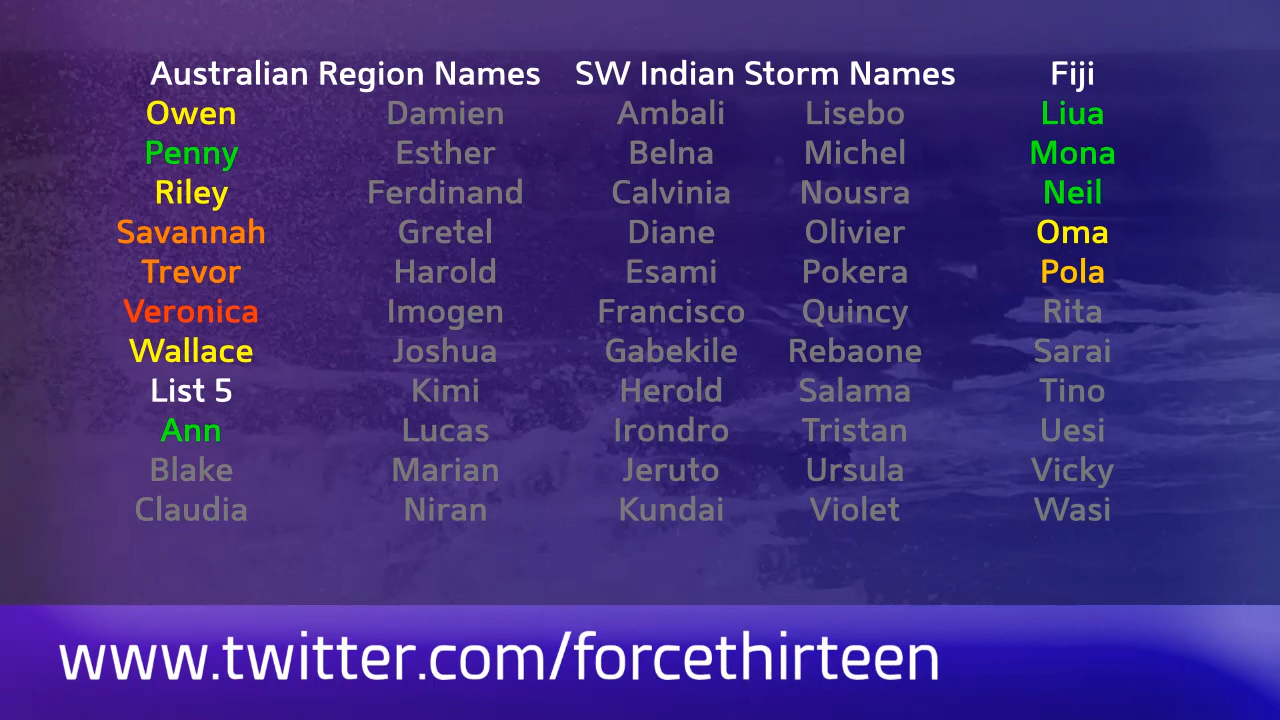 Australian Region Names SW Indian Storm Names Fiji
Owen Damien Ambali Lisebo Liua
Penny Esther Belna Michel Mona
Riley Ferdinand Calvinia Nousra Neil
Savannah Gretel Diane Olivier Oma
Trevor Harold Esami Pokera Pola
Veronica Imogen Francisco Quincy Rita
Wallace Joshua Gabekile Rebaone Sarai
List 5 Kimi Herold Salama Tino
Ann Lucas Irondro Tristan Uesi
Blake Marian Jeruto Ursula Vicky
Claudia Niran Kundai Violet Wasi
www.twitter.com/forcethirteen